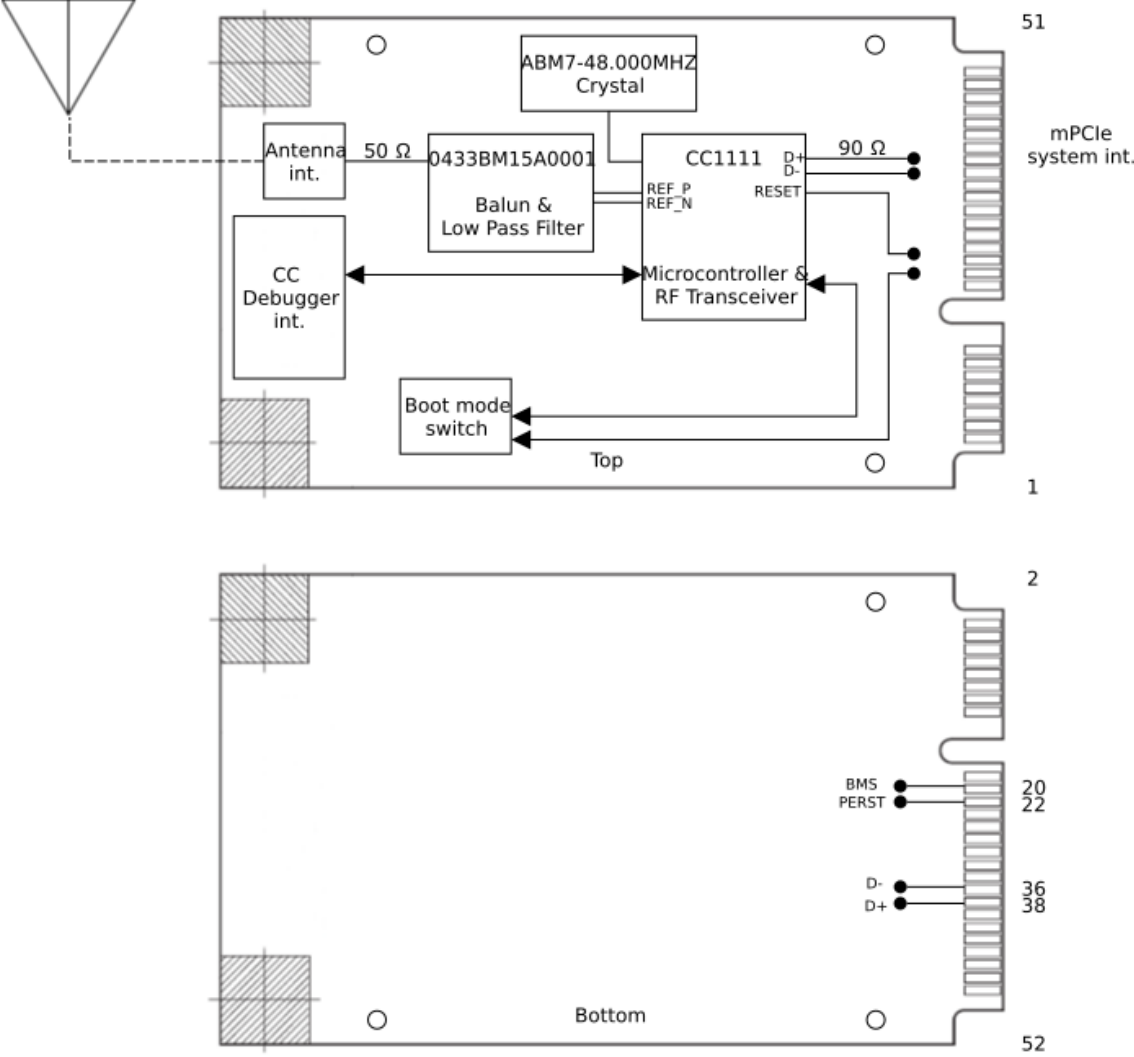 51
ABM7-48.000MHZ
Crystal
mPCIe
system int.
Antenna
int.
50 Ω
0433BM15A0001
Balun &
Low Pass Filter
CC1111
D+
D-
90 Ω
REF_P
REF_N
RESET
Microcontroller &
RF Transceiver
CC
Debugger
int.
Boot mode
switch
Top
1
2
BMS
20
PERST
22
D-
36
D+
38
Bottom
52